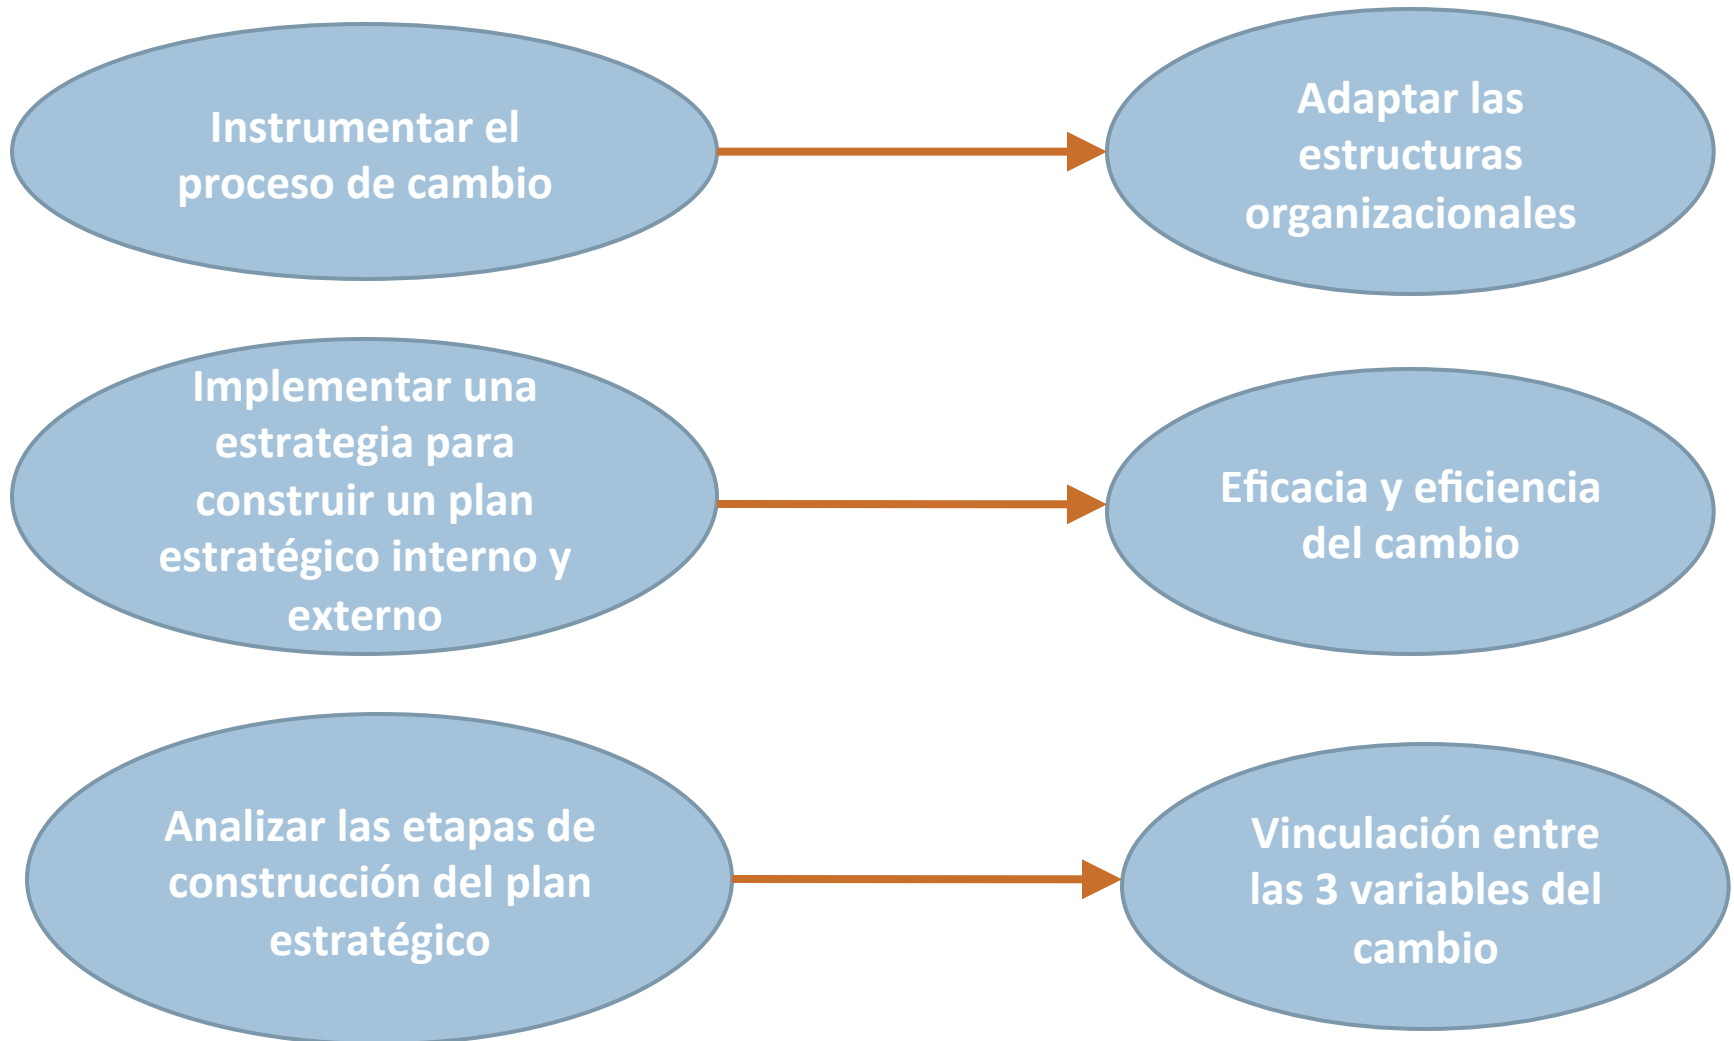 Instrumentar el
proceso de cambio
Adaptar las
estructuras
organizacionales
Implementar una
estrategia para
construir un plan
estratégico interno y
externo
Eficacia y eficiencia
del cambio
Analizar las etapas de
construcción del plan
estratégico
Vinculación entre
las 3 variables del
cambio